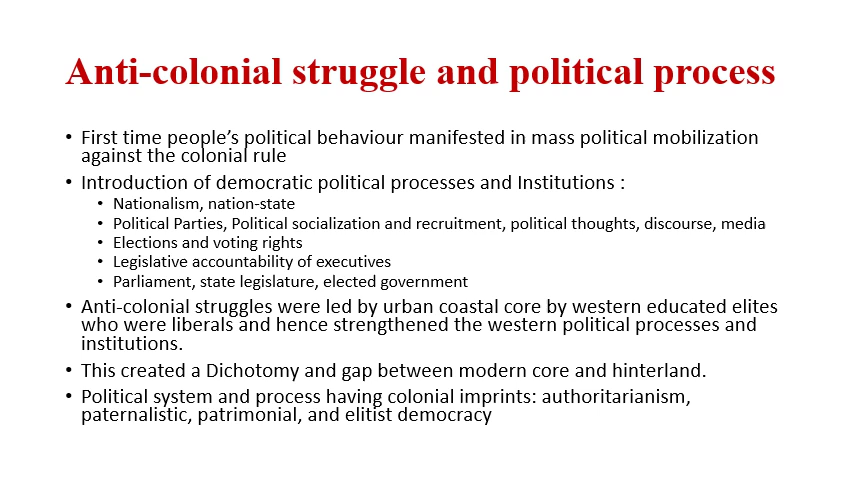 Anti-colonial struggle and political process
• First time people's political behaviour manifested in mass political mobilization
against the colonial rule
• Introduction of democratic political processes and Institutions :
• Nationalism, nation-state
• Political Parties, Political socialization and recruitment, political thoughts, discourse, media
• Elections and voting rights
• Legislative accountability of executives
• Parliament, state legislature, elected government
• Anti-colonial struggles were led by urban coastal core by western educated elites
who were liberals and hence strengthened the western political processes and
institutions.
• This created a Dichotomy and gap between modern core and hinterland.
• Political system and process having colonial imprints: authoritarianism,
paternalistic, patrimonial, and elitist democracy